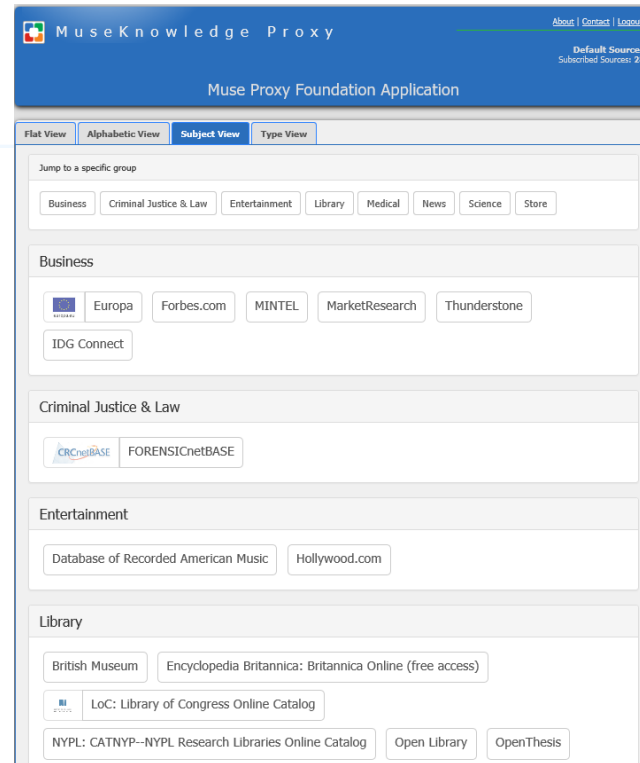 MuseKnowledge Proxy
About | Contact | Logou
Default Source
Subscribed Sources: 2
Muse Proxy Foundation Application
Flat View Alphabetic View Subject View Type View
Jump to a specific group
Business Criminal Justice & Law Entertainment Library Medical News Science Store
Business
Europa Forbes.com MINTEL MarketResearch Thunderstone
IDG Connect
Criminal Justice & Law
CRCnetBASE FORENSICnetBASE
Entertainment
Database of Recorded American Music Hollywood.com
Library
British Museum Encyclopedia Britannica: Britannica Online (free access)
LoC: Library of Congress Online Catalog
NYPL: CATNYP--NYPL Research Libraries Online Catalog Open Library OpenThesis